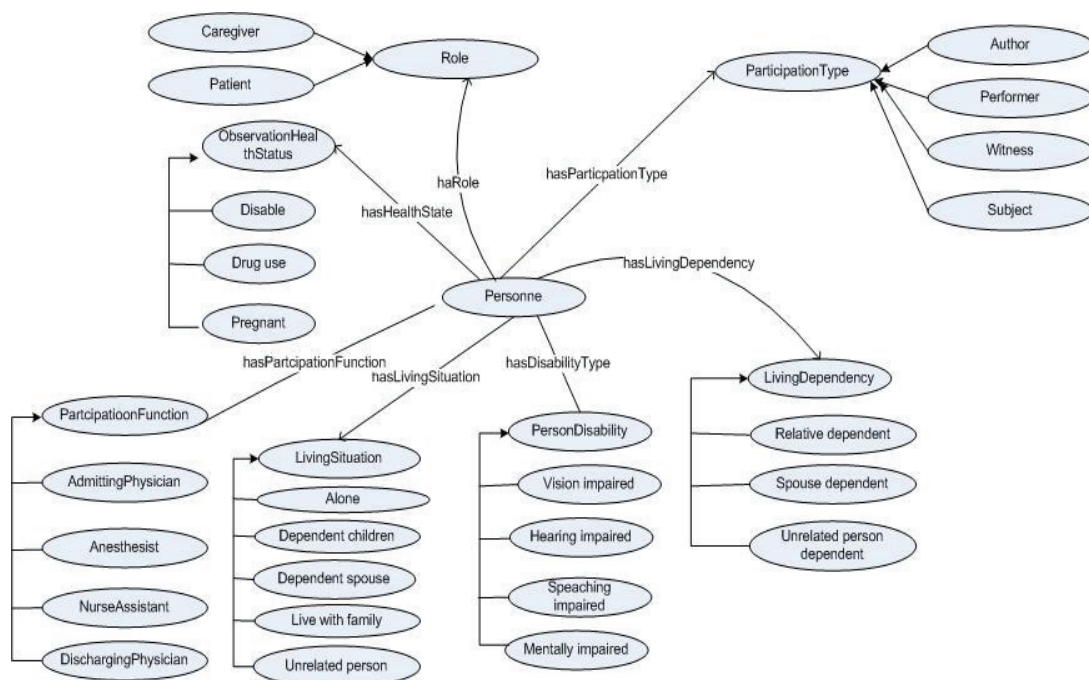 Caregiver
Role
Author
Patient
ParticipationType
Performer
ObservationHeal
thStatus
Witness
hasParticpationType
haRole
Disable
hasHealthState
Subject
Drug use
hasLivingDependency
Personne
Pregnant
hasPartcipationFunction
hasDisabilityType
hasLivingSituation
LivingDependency
PartcipatioonFunction
PersonDisability
Relative dependent
LivingSituation
AdmittingPhysician
Vision impaired
Spouse dependent
Alone
Dependent children
Hearing impaired
Unrelated person
dependent
Anesthesist
Dependent spouse
Speaching
impaired
NurseAssistant
Live with family
Mentally impaired
DischargingPhysician
Unrelated person